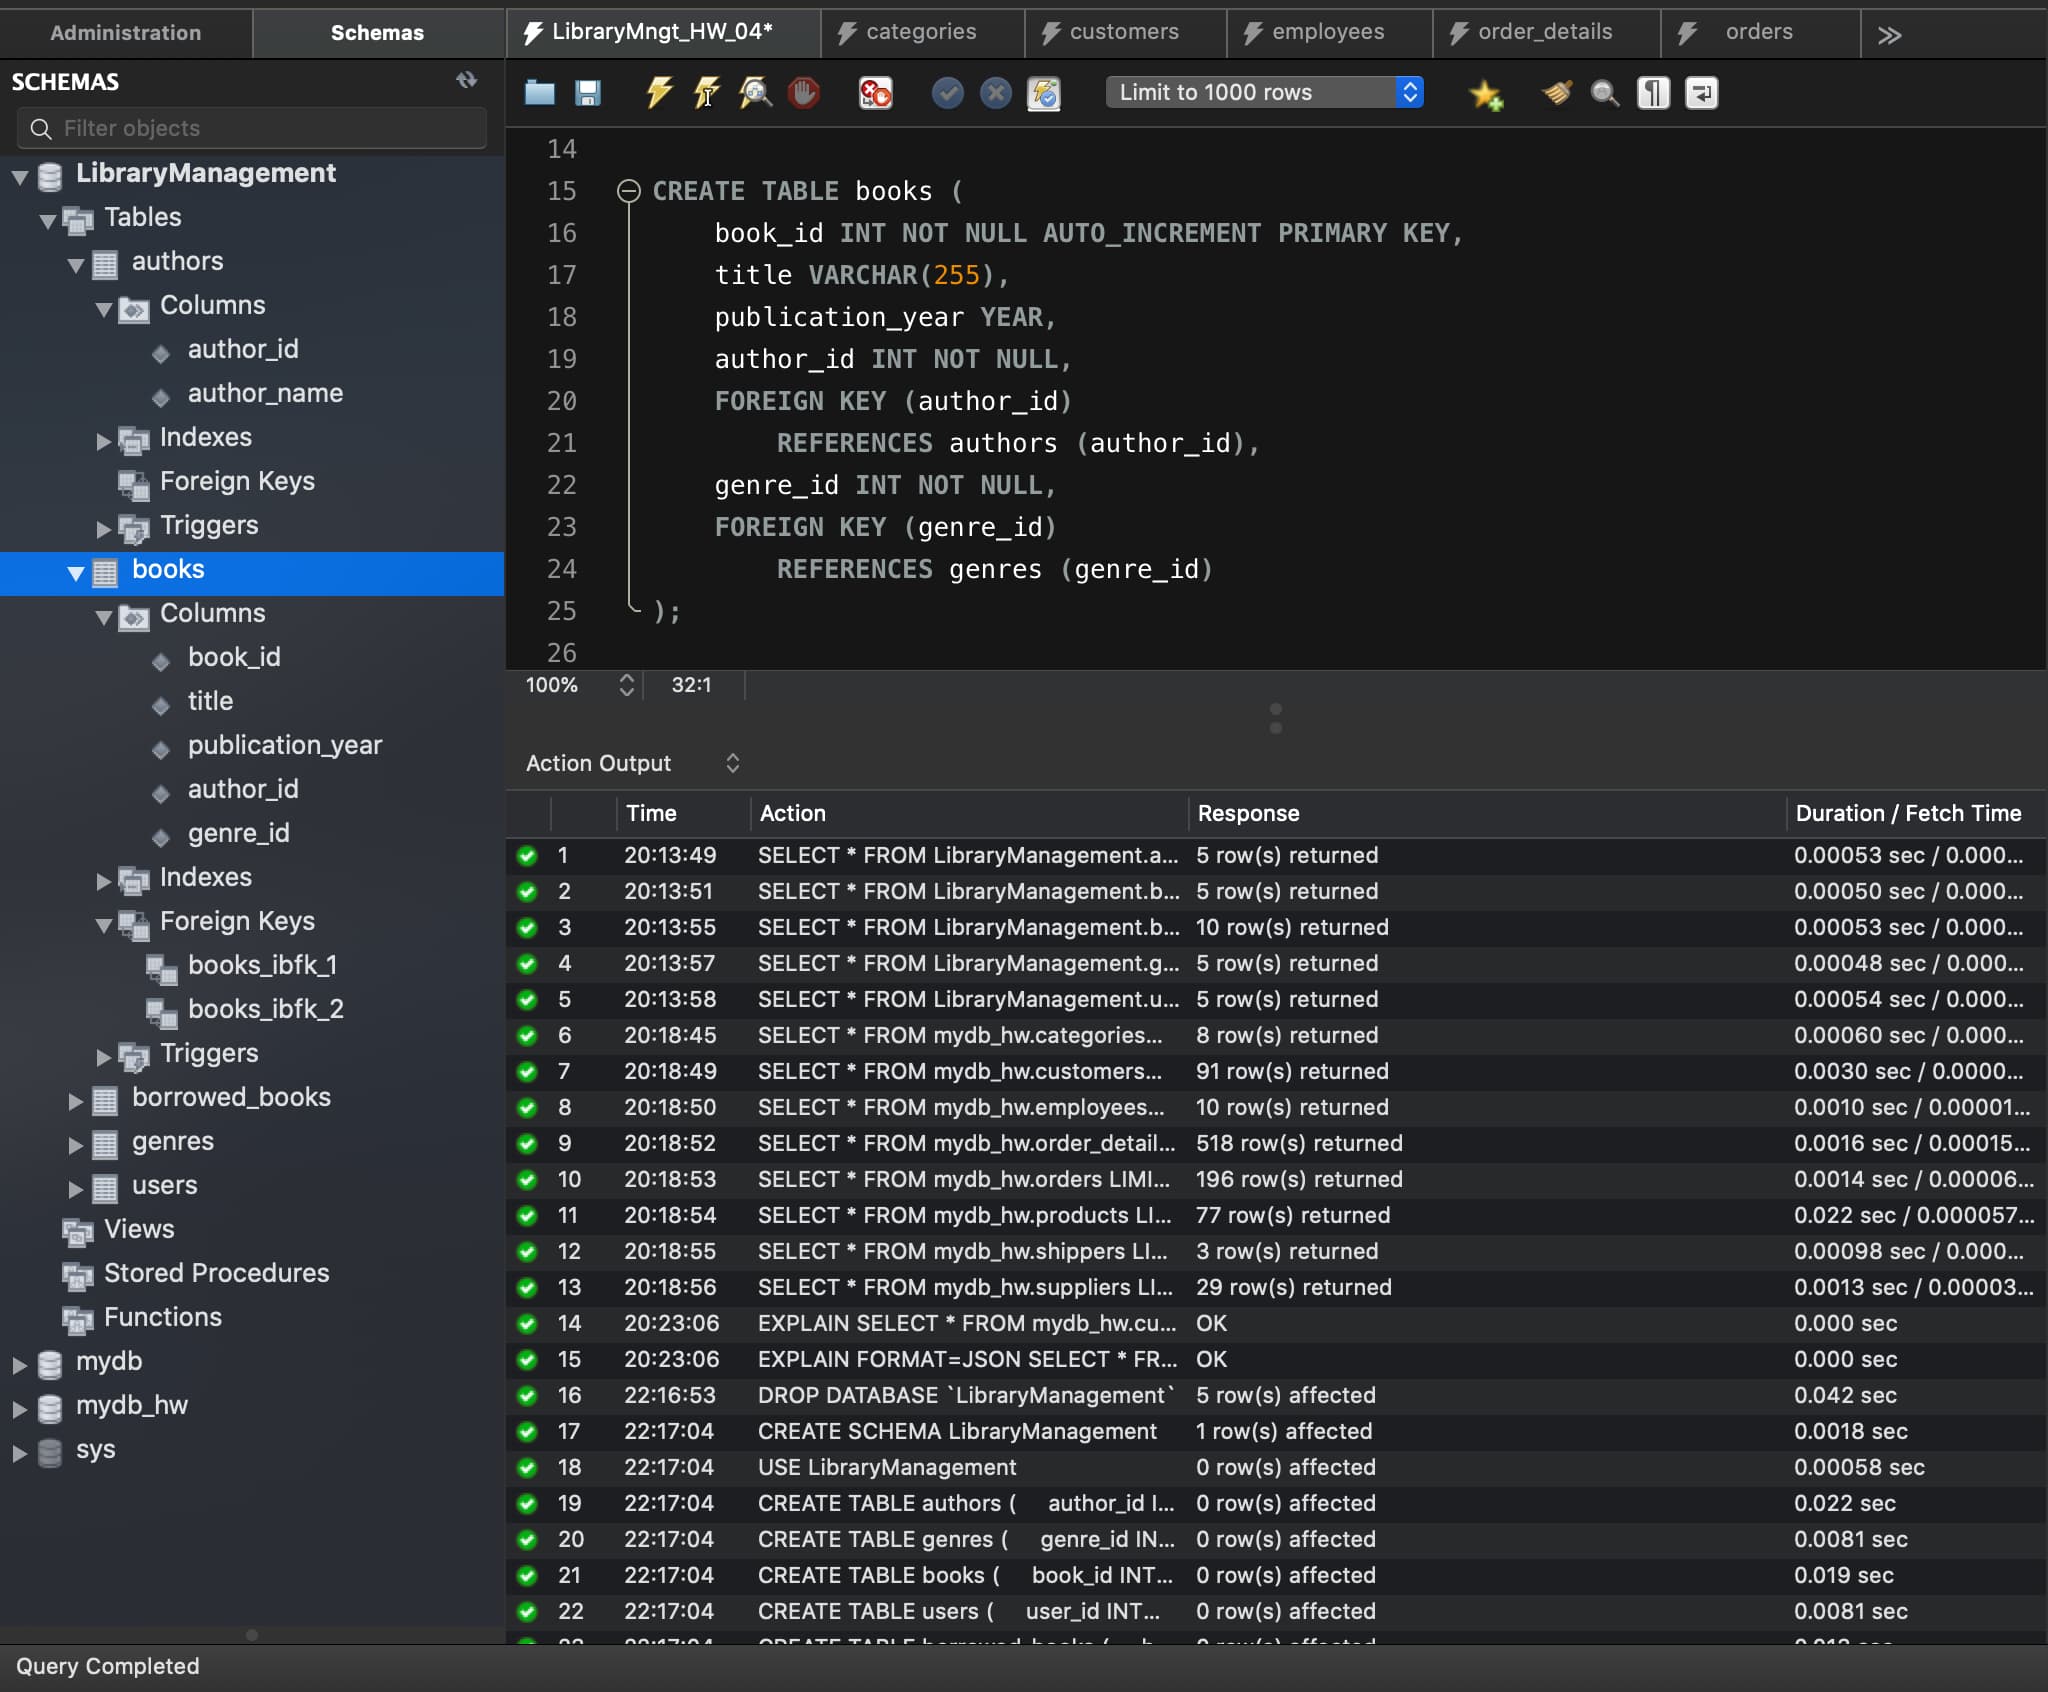 Administration
Schemas
SCHEMAS
Filter objects
LibraryManagement
Tables
authors
Columns
author_id
author_name
Indexes
Foreign Keys
Triggers
books
Columns
book_id
title
publication_year
author_id
genre_id
Indexes
Foreign Keys
books_ibfk_1
books_ibfk_2
Triggers
borrowed_books
genres
users
Views
Stored Procedures
Functions
mydb
mydb_hw
sys
LibraryMngt_HW_04*
categories
customers
employees
order_details
orders
Limit to 1000 rows
14
15 CREATE TABLE books (
16 book_id INT NOT NULL AUTO_INCREMENT PRIMARY KEY,
17 title VARCHAR(255),
18 publication_year YEAR,
19 author_id INT NOT NULL,
20 FOREIGN KEY (author_id)
21 REFERENCES authors (author_id),
22 genre_id INT NOT NULL,
23 FOREIGN KEY (genre_id)
24 REFERENCES genres (genre_id)
25 );
26
100% 32:1
Action Output
Time Action Response Duration / Fetch Time
1 20:13:49 SELECT * FROM LibraryManagement.a... 5 row(s) returned 0.00053 sec / 0.000...
2 20:13:51 SELECT * FROM LibraryManagement.b... 5 row(s) returned 0.00050 sec / 0.000...
3 20:13:55 SELECT * FROM LibraryManagement.b... 10 row(s) returned 0.00053 sec / 0.000...
4 20:13:57 SELECT * FROM LibraryManagement.g... 5 row(s) returned 0.00048 sec / 0.000...
5 20:13:58 SELECT * FROM LibraryManagement.u... 5 row(s) returned 0.00054 sec / 0.000...
6 20:18:45 SELECT * FROM mydb_hw.categories... 8 row(s) returned 0.00060 sec / 0.000...
7 20:18:49 SELECT * FROM mydb_hw.customers... 91 row(s) returned 0.0030 sec / 0.0000...
8 20:18:50 SELECT * FROM mydb_hw.employees... 10 row(s) returned 0.0010 sec / 0.00001...
9 20:18:52 SELECT * FROM mydb_hw.order_detail... 518 row(s) returned 0.0016 sec / 0.00015...
10 20:18:53 SELECT * FROM mydb_hw.orders LIMI... 196 row(s) returned 0.0014 sec / 0.00006...
11 20:18:54 SELECT * FROM mydb_hw.products LI... 77 row(s) returned 0.022 sec / 0.000057...
12 20:18:55 SELECT * FROM mydb_hw.shippers LI... 3 row(s) returned 0.00098 sec / 0.000...
13 20:18:56 SELECT * FROM mydb_hw.suppliers LI... 29 row(s) returned 0.0013 sec / 0.00003...
14 20:23:06 EXPLAIN SELECT * FROM mydb_hw.cu... OK 0.000 sec
15 20:23:06 EXPLAIN FORMAT=JSON SELECT * FR... OK 0.000 sec
16 22:16:53 DROP DATABASE `LibraryManagement` 5 row(s) affected 0.042 sec
17 22:17:04 CREATE SCHEMA LibraryManagement 1 row(s) affected 0.0018 sec
18 22:17:04 USE LibraryManagement 0 row(s) affected 0.00058 sec
19 22:17:04 CREATE TABLE authors ( author_id I... 0 row(s) affected 0.022 sec
20 22:17:04 CREATE TABLE genres ( genre_id IN... 0 row(s) affected 0.0081 sec
21 22:17:04 CREATE TABLE books ( book_id INT... 0 row(s) affected 0.019 sec
22 22:17:04 CREATE TABLE users ( user_id INT... 0 row(s) affected 0.0081 sec
Query Completed